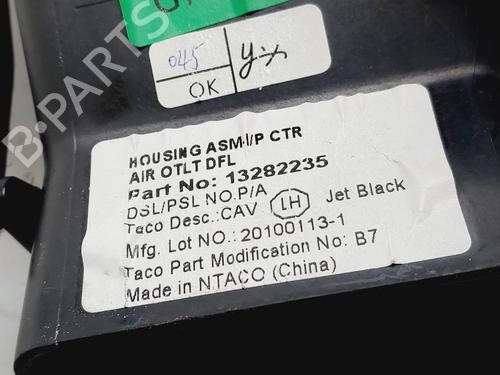 045
OK
HOUSING ASM-I/P CTR
AIR OTLT DFL
Part No: 13282235
DSL/PSL NO.P/A
Taco Desc.:CAV LH Jet Black
Mfg. Lot NO.: 20100113-1
Taco Part Modification No: B7
Made in NTACO (China)
B-PARTS